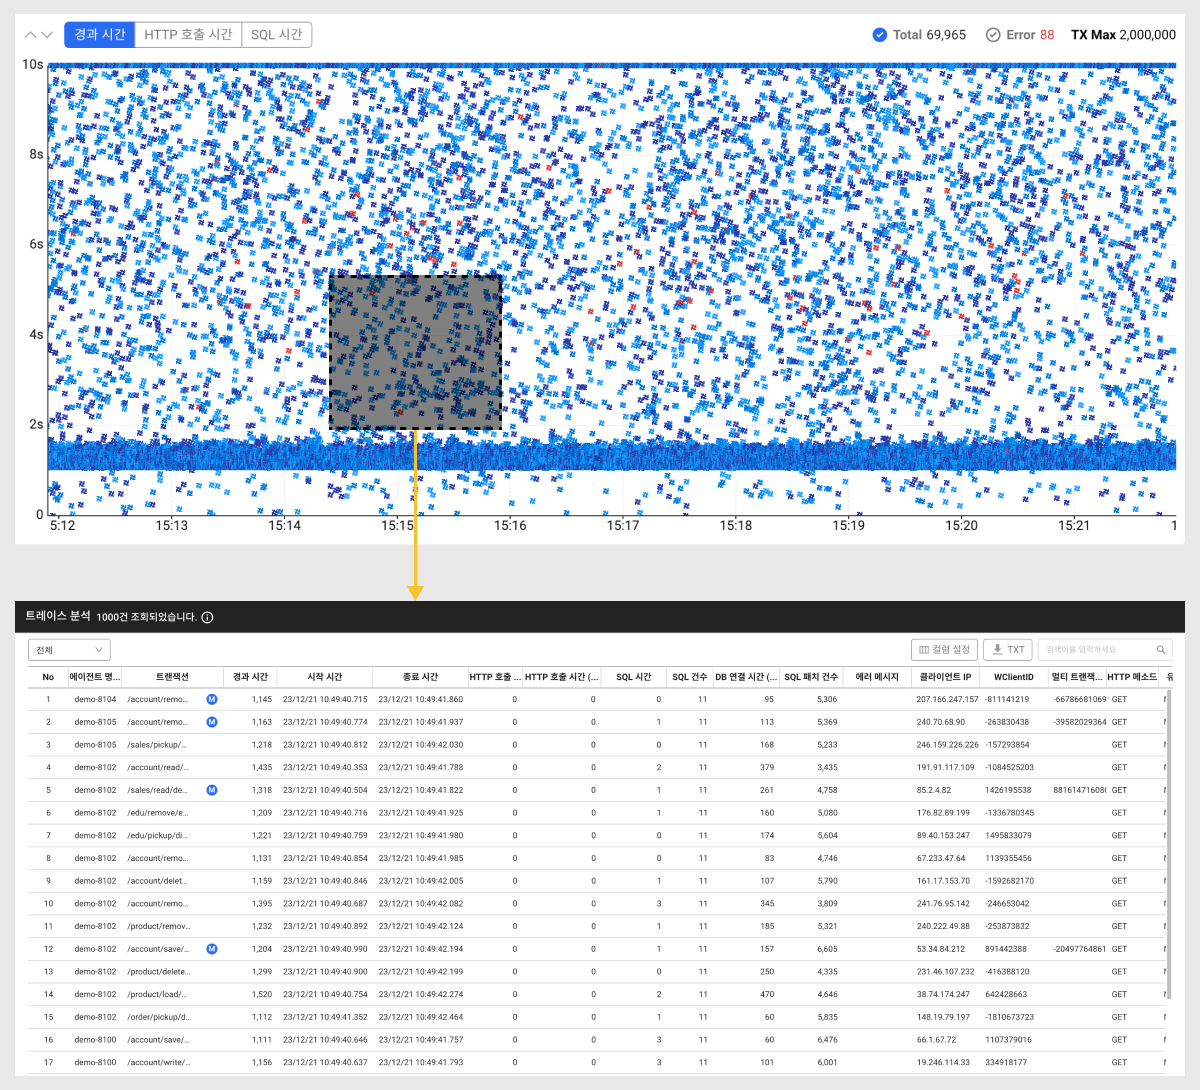 경과 시간 HTTP 호출 시간 SQL 시간 Total 69,965 Error 88 TX Max 2,000,000
10s
8s
6s
4s
2s
0
5:12 15:13 15:14 15:15 15:16 15:17 15:18 15:19 15:20 15:21 1
트레이스 분석 1000건 조회되었습니다.
전체 컬럼 설정 TXT 검색어를 입력하세요
No 에이전트 명... 트랜잭션 경과 시간 시작 시간 종료 시간 HTTP 호출 ... HTTP 호출 시간 (... SQL 시간 SQL 건수 DB 연결 시간 (... SQL 패치 건수 에러 메시지 클라이언트 IP WClientID 멀티 트랜잭... HTTP 메소드 유
1 demo-8104 /account/remo... M 1,145 23/12/21 10:49:40.715 23/12/21 10:49:41.860 0 0 0 11 95 5,306 207.166.247.157 -811141219 -66786681069 GET
2 demo-8105 /account/remo... M 1,163 23/12/21 10:49:40.774 23/12/21 10:49:41.937 0 0 1 11 113 5,369 240.70.68.90 -263830438 -39582029364 GET
3 demo-8105 /sales/pickup/... 1,218 23/12/21 10:49:40.812 23/12/21 10:49:42.030 0 0 0 11 168 5,233 246.159.226.226 -157293854 GET
4 demo-8102 /account/read/... 1,435 23/12/21 10:49:40.353 23/12/21 10:49:41.788 0 0 2 11 379 3,435 191.91.117.109 -1084525203 GET
5 demo-8102 /sales/read/de... M 1,318 23/12/21 10:49:40.504 23/12/21 10:49:41.822 0 0 1 11 261 4,758 85.2.4.82 1426195538 88161471608 GET
6 demo-8102 /edu/remove/e... 1,209 23/12/21 10:49:40.716 23/12/21 10:49:41.925 0 0 1 11 160 5,080 176.82.89.199 -1336780345 GET
7 demo-8102 /edu/pickup/di... 1,221 23/12/21 10:49:40.759 23/12/21 10:49:41.980 0 0 0 11 174 5,604 89.40.153.247 1495833079 GET
8 demo-8102 /account/remo... 1,131 23/12/21 10:49:40.854 23/12/21 10:49:41.985 0 0 0 11 83 4,746 67.233.47.64 1139355456 GET
9 demo-8102 /account/delet... 1,159 23/12/21 10:49:40.846 23/12/21 10:49:42.005 0 0 1 11 107 5,790 161.17.153.70 -1592682170 GET
10 demo-8102 /account/remo... 1,395 23/12/21 10:49:40.687 23/12/21 10:49:42.082 0 0 3 11 345 3,809 241.76.95.142 -246653042 GET
11 demo-8102 /product/remov... 1,232 23/12/21 10:49:40.892 23/12/21 10:49:42.124 0 0 1 11 185 5,321 240.222.49.88 -253873832 GET
12 demo-8102 /account/save/... M 1,204 23/12/21 10:49:40.990 23/12/21 10:49:42.194 0 0 1 11 157 6,605 53.34.84.212 891442388 -20497764861 GET
13 demo-8102 /product/delete... 1,299 23/12/21 10:49:40.900 23/12/21 10:49:42.199 0 0 0 11 250 4,335 231.46.107.232 -416388120 GET
14 demo-8102 /product/load/... 1,520 23/12/21 10:49:40.754 23/12/21 10:49:42.274 0 0 2 11 470 4,646 38.74.174.247 642428663 GET
15 demo-8102 /order/pickup/d... 1,112 23/12/21 10:49:41.352 23/12/21 10:49:42.464 0 0 1 11 60 5,835 148.19.79.197 -1810673723 GET
16 demo-8100 /account/save/... 1,111 23/12/21 10:49:40.646 23/12/21 10:49:41.757 0 0 3 11 60 6,476 66.1.67.72 1107379016 GET
17 demo-8100 /account/write/... 1,156 23/12/21 10:49:40.637 23/12/21 10:49:41.793 0 0 3 11 101 6,001 19.246.114.33 334918177 GET